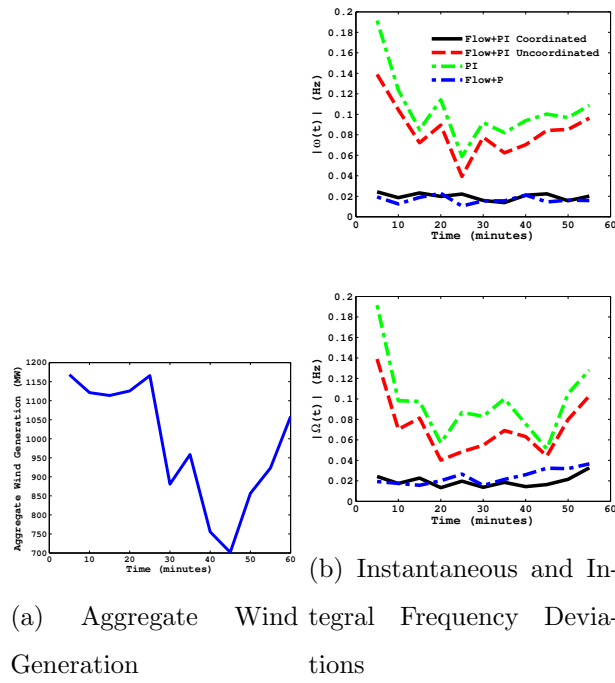 0.2
0.18
0.16
0.14
0.12
0.1
0.08
0.06
0.04
0.02
0
|ω(t)| (Hz)
Flow+PI Coordinated
Flow+PI Uncoordinated
PI
Flow+P
0 10 20 30 40 50 60
Time (minutes)
0.2
0.18
0.16
0.14
0.12
0.1
0.08
0.06
0.04
0.02
0
|Ω(t)| (Hz)
0 10 20 30 40 50 60
Time (minutes)
1200
1150
1100
1050
1000
950
900
850
800
750
700
Aggregate Wind Generation (MW)
0 10 20 30 40 50 60
Time (minutes)
(a) Aggregate Wind
Generation
(b) Instantaneous and In-
tegral Frequency Devia-
tions